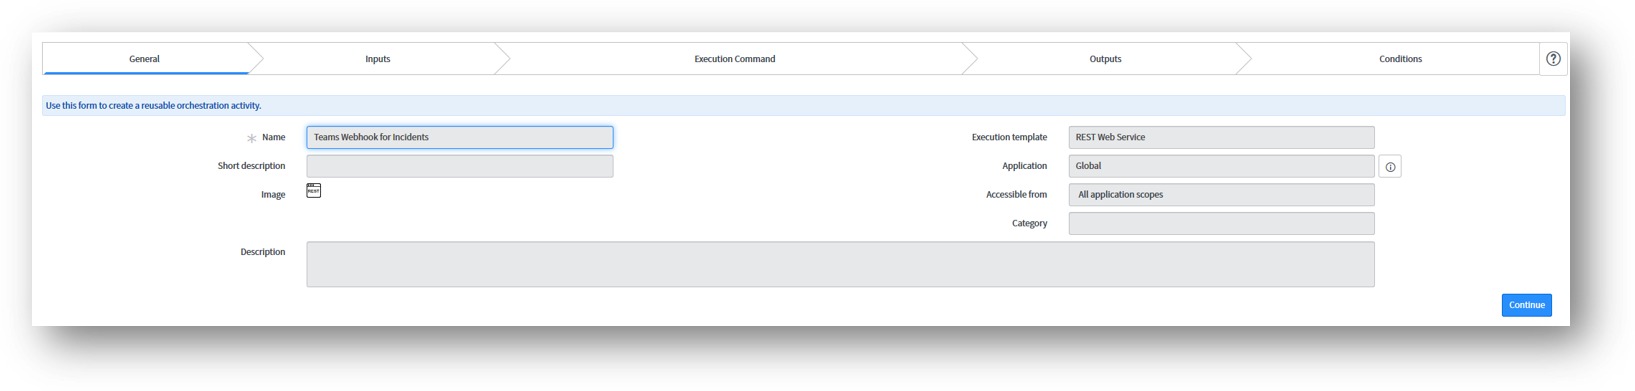 General
Inputs
Execution Command
Outputs
Conditions
?
Use this form to create a reusable orchestration activity.
Name
Teams Webhook for Incidents
Execution template
REST Web Service
Short description
Application
Global
Image
REST
Accessible from
All application scopes
Category
Description
Continue